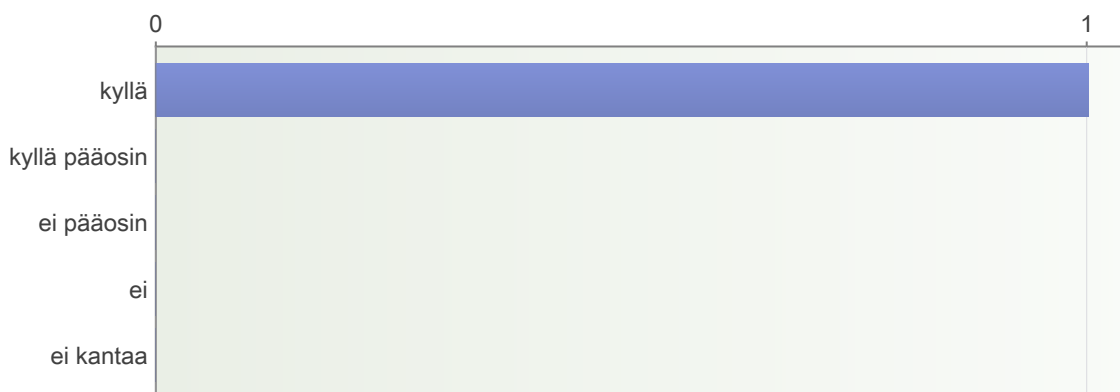 0 1
kyllä
kyllä pääosin
ei pääosin
ei
ei kantaa